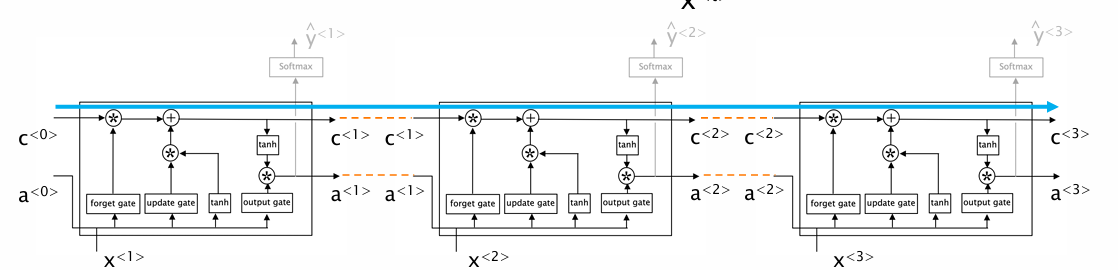 ŷ<1> ŷ<2> ŷ<3>
Softmax Softmax Softmax
* + * + * +
c<0> c<1> c<1> c<2> c<2> c<3>
tanh tanh tanh
* * * * * *
a<0> a<1> a<1> a<2> a<2> a<3>
forget gate update gate tanh output gate forget gate update gate tanh output gate forget gate update gate tanh output gate
x<1> x<2> x<3>